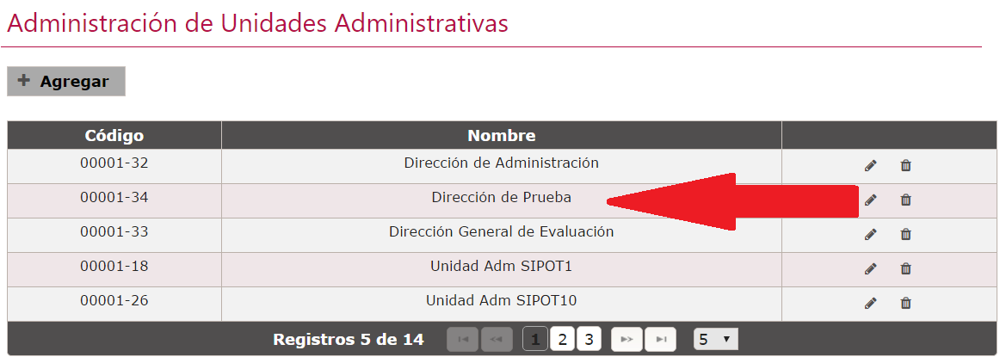 Administración de Unidades Administrativas
Agregar
Código Nombre
00001-32 Dirección de Administración
00001-34 Dirección de Prueba
00001-33 Dirección General de Evaluación
00001-18 Unidad Adm SIPOT1
00001-26 Unidad Adm SIPOT10
Registros 5 de 14 1 2 3 5